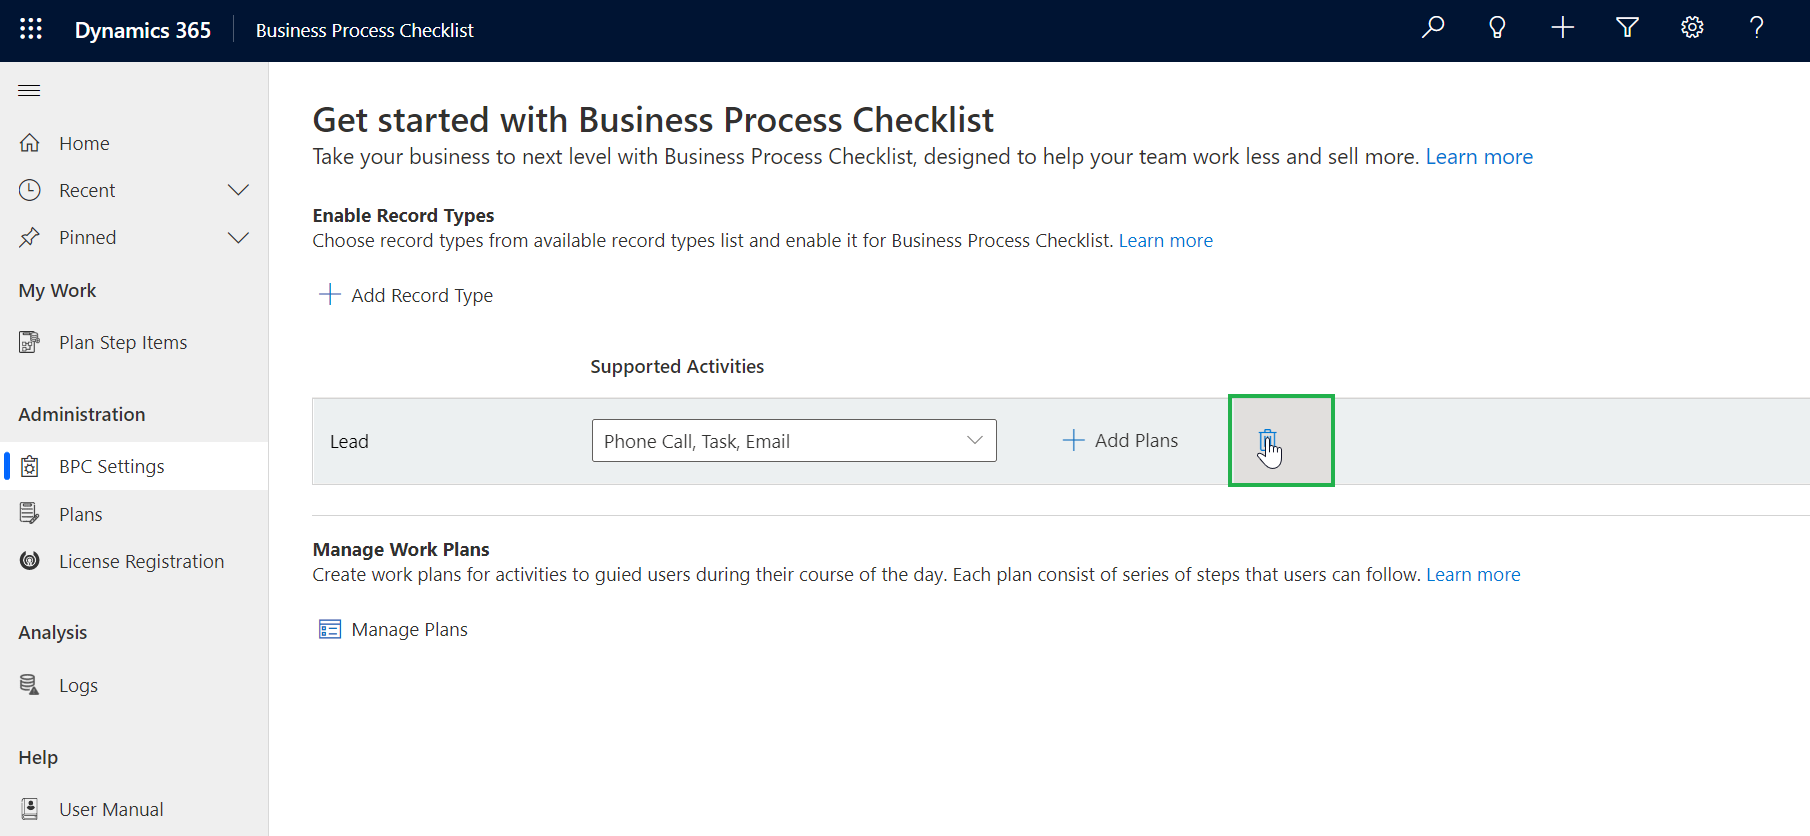 Dynamics 365
Business Process Checklist
Home
Recent
Pinned
My Work
Plan Step Items
Administration
BPC Settings
Plans
License Registration
Analysis
Logs
Help
User Manual
Get started with Business Process Checklist
Take your business to next level with Business Process Checklist, designed to help your team work less and sell more. Learn more
Enable Record Types
Choose record types from available record types list and enable it for Business Process Checklist. Learn more
Add Record Type
Supported Activities
Lead
Phone Call, Task, Email
Add Plans
Manage Work Plans
Create work plans for activities to guied users during their course of the day. Each plan consist of series of steps that users can follow. Learn more
Manage Plans